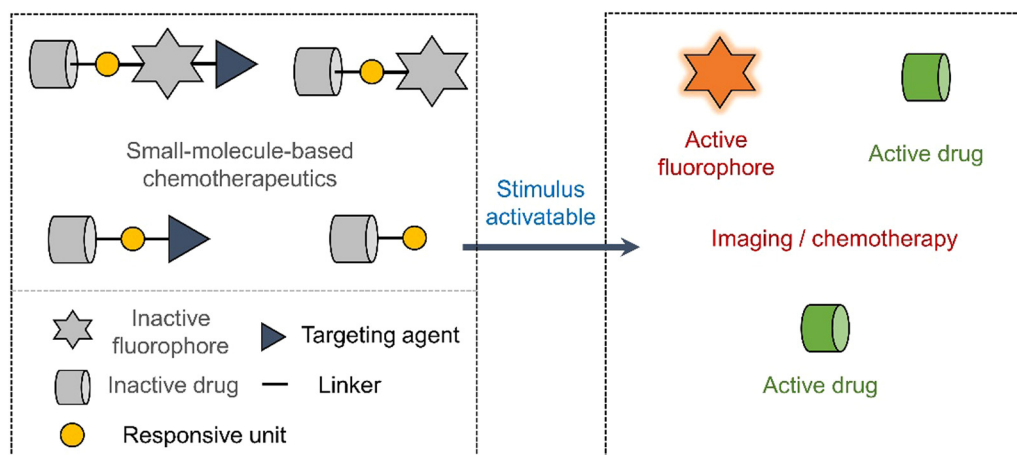 Small-molecule-based
chemotherapeutics
Inactive
fluorophore
Targeting agent
Inactive drug
Linker
Responsive unit
Stimulus
activatable
Active
fluorophore
Active drug
Imaging / chemotherapy
Active drug